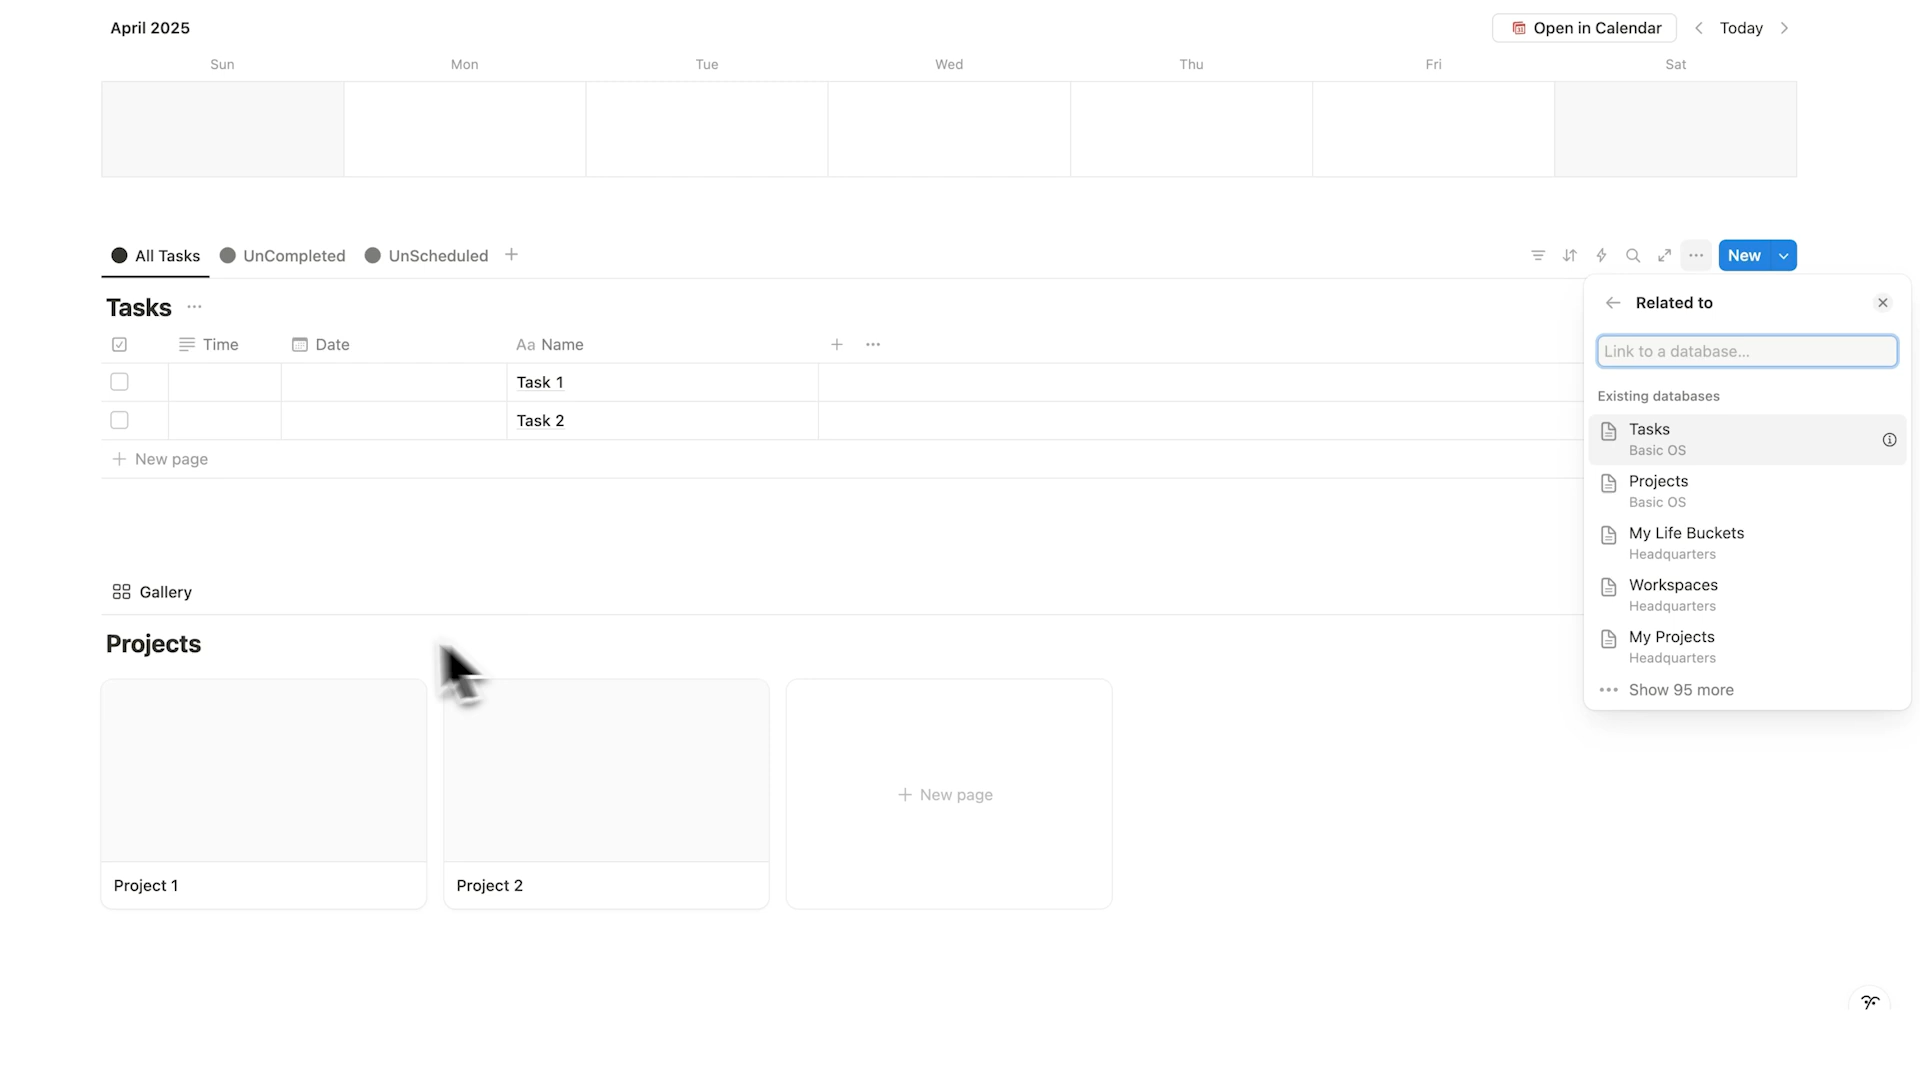 April 2025
Open in Calendar
Today
Sun Mon Tue Wed Thu Fri Sat
All Tasks UnCompleted UnScheduled
New
Tasks
Time Date Aa Name
Task 1
Task 2
New page
Related to
Link to a database...
Existing databases
Tasks
Basic OS
Projects
Basic OS
My Life Buckets
Headquarters
Workspaces
Headquarters
My Projects
Headquarters
Show 95 more
Gallery
Projects
New page
Project 1
Project 2